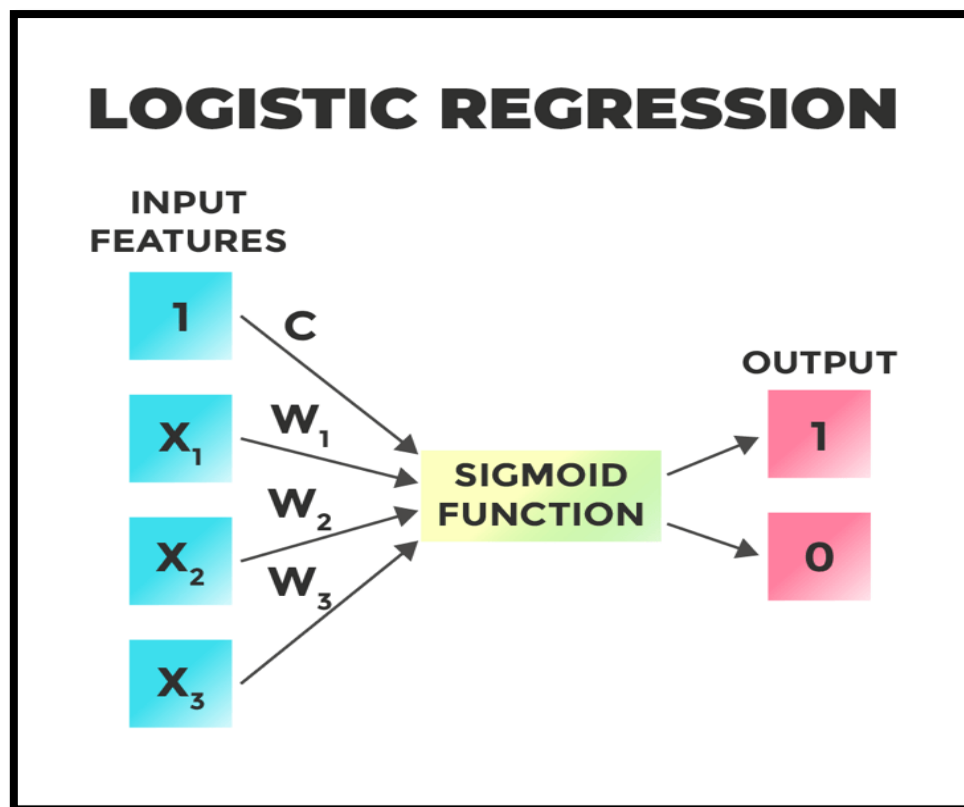 LOGISTIC REGRESSION
INPUT
FEATURES
1
C
X₁
W₁
X₂
W₂
X₃
W₃
SIGMOID
FUNCTION
OUTPUT
1
0